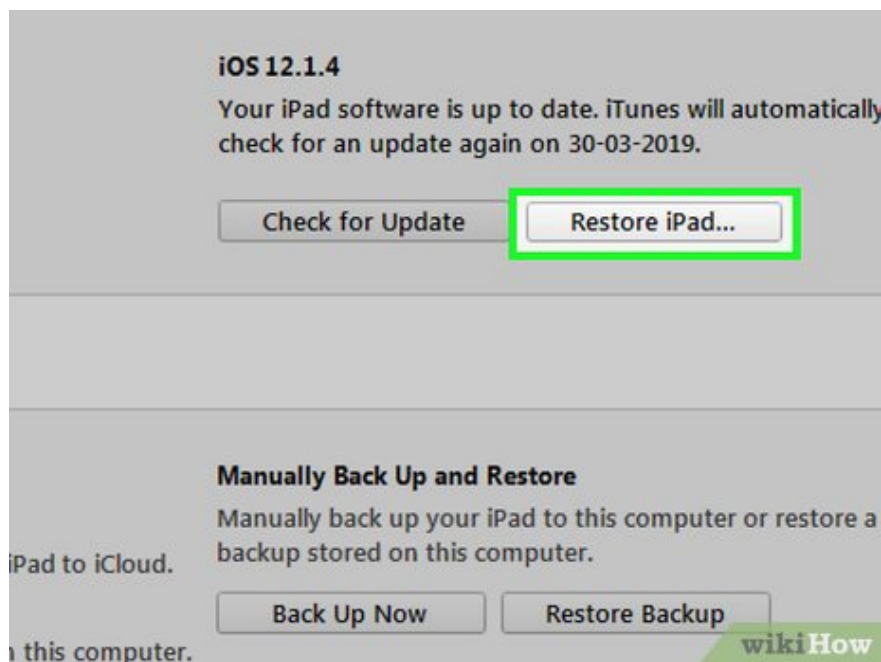 iOS 12.1.4
Your iPad software is up to date. iTunes will automatically
check for an update again on 30-03-2019.
Check for Update
Restore iPad...
Manually Back Up and Restore
Manually back up your iPad to this computer or restore a
backup stored on this computer.
iPad to iCloud.
Back Up Now
Restore Backup
this computer.
wikiHow